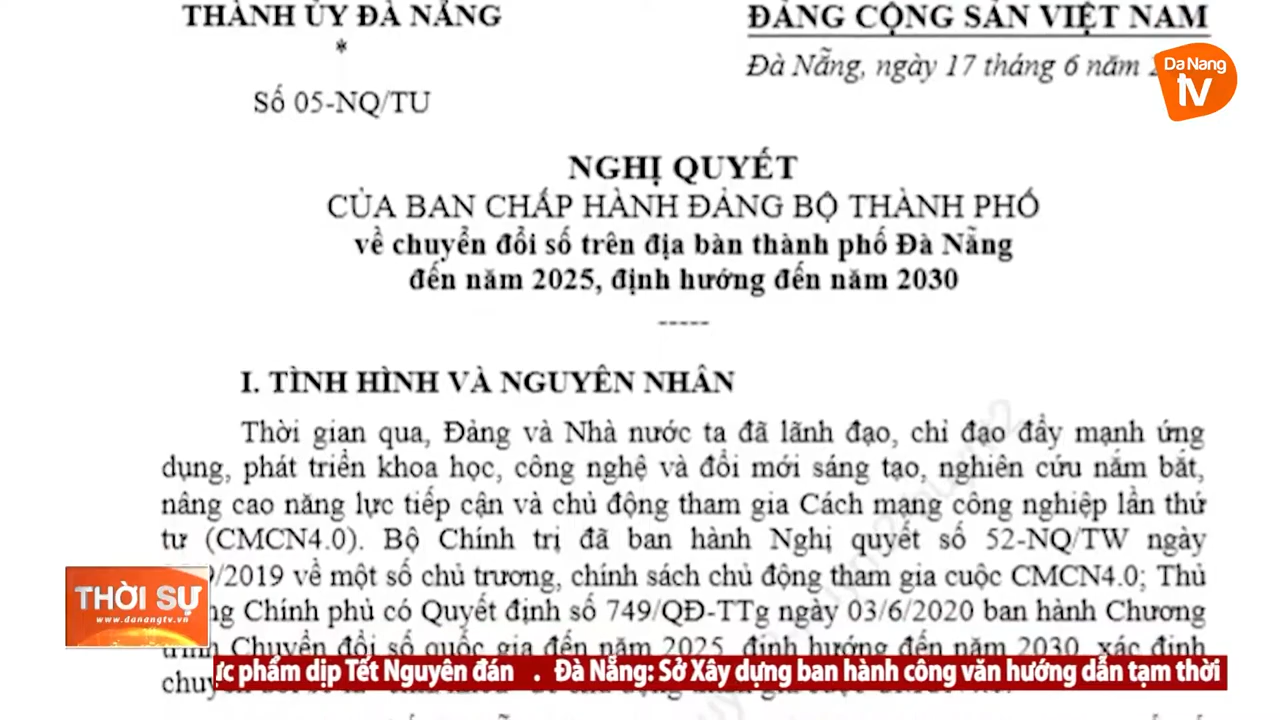 THÀNH ỦY ĐÀ NẴNG
*
Số 05-NQ/TU
ĐẢNG CỘNG SẢN VIỆT NAM
Đà Nẵng, ngày 17 tháng 6 năm
Da Nang
tv
NGHỊ QUYẾT
CỦA BAN CHẤP HÀNH ĐẢNG BỘ THÀNH PHỐ
về chuyển đổi số trên địa bàn thành phố Đà Nẵng
đến năm 2025, định hướng đến năm 2030
-----
I. TÌNH HÌNH VÀ NGUYÊN NHÂN
Thời gian qua, Đảng và Nhà nước ta đã lãnh đạo, chỉ đạo đẩy mạnh ứng
dụng, phát triển khoa học, công nghệ và đổi mới sáng tạo, nghiên cứu nắm bắt,
nâng cao năng lực tiếp cận và chủ động tham gia Cách mạng công nghiệp lần thứ
tư (CMCN4.0). Bộ Chính trị đã ban hành Nghị quyết số 52-NQ/TW ngày
/2019 về một số chủ trương, chính sách chủ động tham gia cuộc CMCN4.0; Thủ
Chính phủ có Quyết định số 749/QĐ-TTg ngày 03/6/2020 ban hành Chương
trình Chuyển đổi số quốc gia đến năm 2025, định hướng đến năm 2030, xác định
THỜI SỰ
www.danangtv.vn
ực phẩm dịp Tết Nguyên đán . Đà Nẵng: Sở Xây dựng ban hành công văn hướng dẫn tạm thời